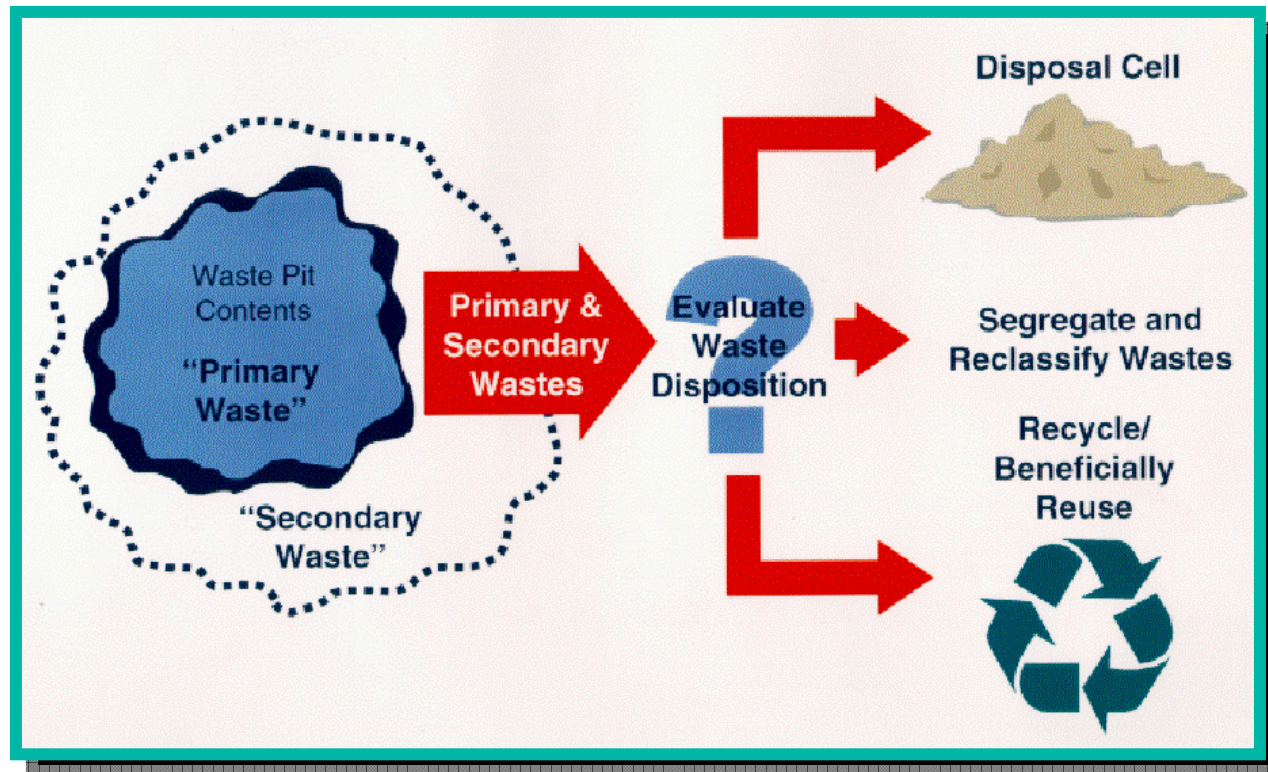 Waste Pit
Contents
“Primary
Waste”
“Secondary
Waste”
Primary &
Secondary
Wastes
Evaluate
Waste
Disposition
Disposal Cell
Segregate and
Reclassify Wastes
Recycle/
Beneficially
Reuse